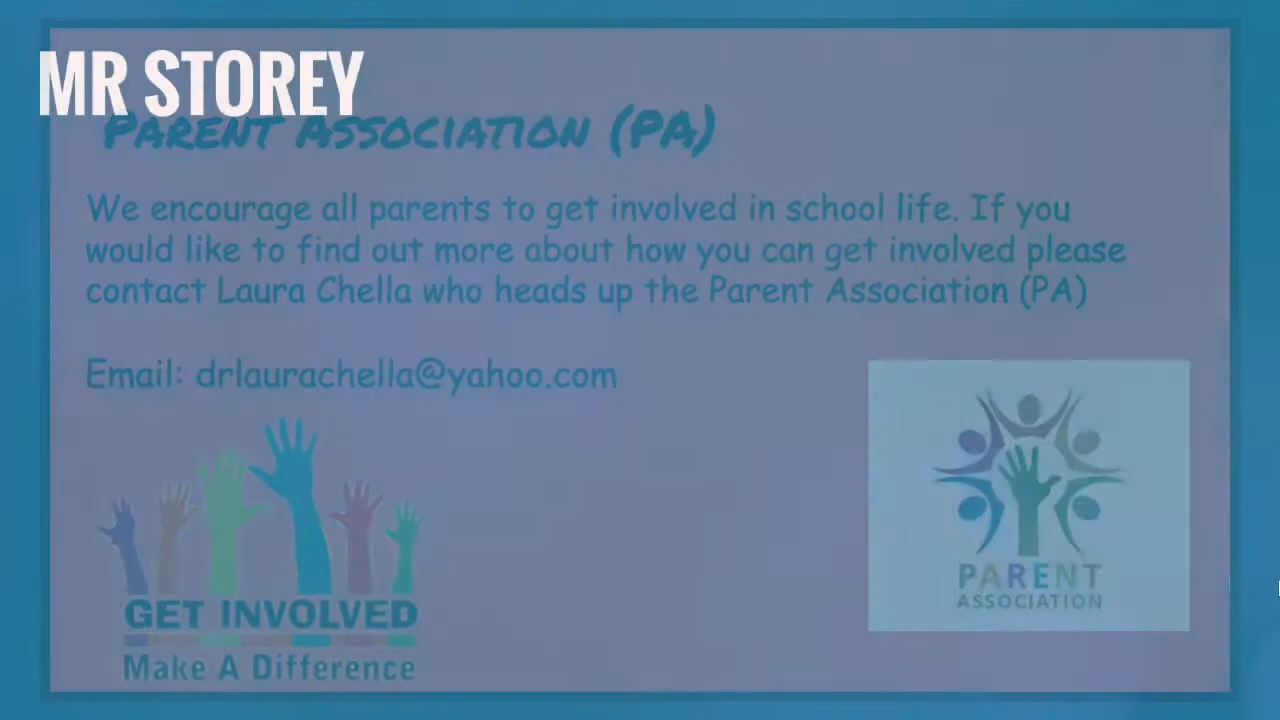 MR STOREY
PARENT ASSOCIATION (PA)
We encourage all parents to get involved in school life. If you
would like to find out more about how you can get involved please
contact Laura Chella who heads up the Parent Association (PA)
Email: drlaurachella@yahoo.com
GET INVOLVED
Make A Difference
PARENT
ASSOCIATION